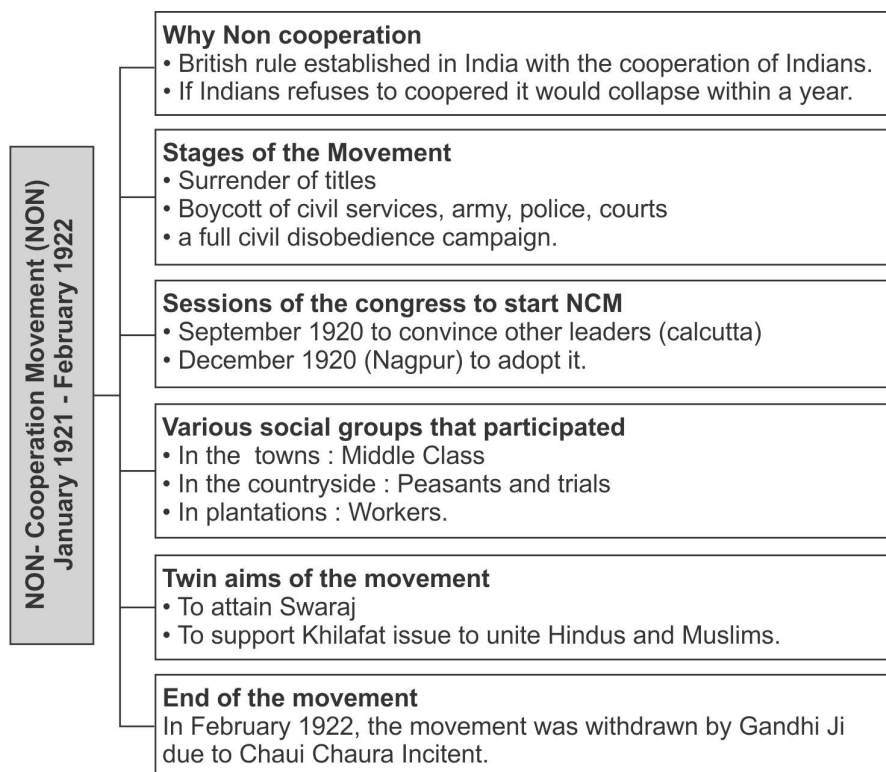 NON- Cooperation Movement (NON)
January 1921 - February 1922
Why Non cooperation
• British rule established in India with the cooperation of Indians.
• If Indians refuses to coopered it would collapse within a year.
Stages of the Movement
• Surrender of titles
• Boycott of civil services, army, police, courts
• a full civil disobedience campaign.
Sessions of the congress to start NCM
• September 1920 to convince other leaders (calcutta)
• December 1920 (Nagpur) to adopt it.
Various social groups that participated
• In the towns : Middle Class
• In the countryside : Peasants and trials
• In plantations : Workers.
Twin aims of the movement
• To attain Swaraj
• To support Khilafat issue to unite Hindus and Muslims.
End of the movement
In February 1922, the movement was withdrawn by Gandhi Ji
due to Chaui Chaura Incitent.